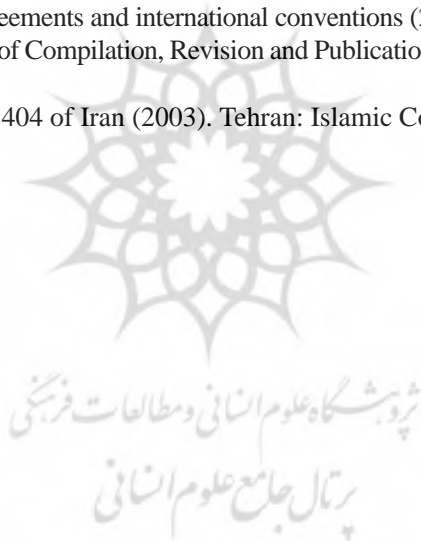 eements and international conventions (2
of Compilation, Revision and Publicatio
404 of Iran (2003). Tehran: Islamic Co
پژوهشگاه علوم انسانی و مطالعات فرهنگی
پرتال جامع علوم انسانی